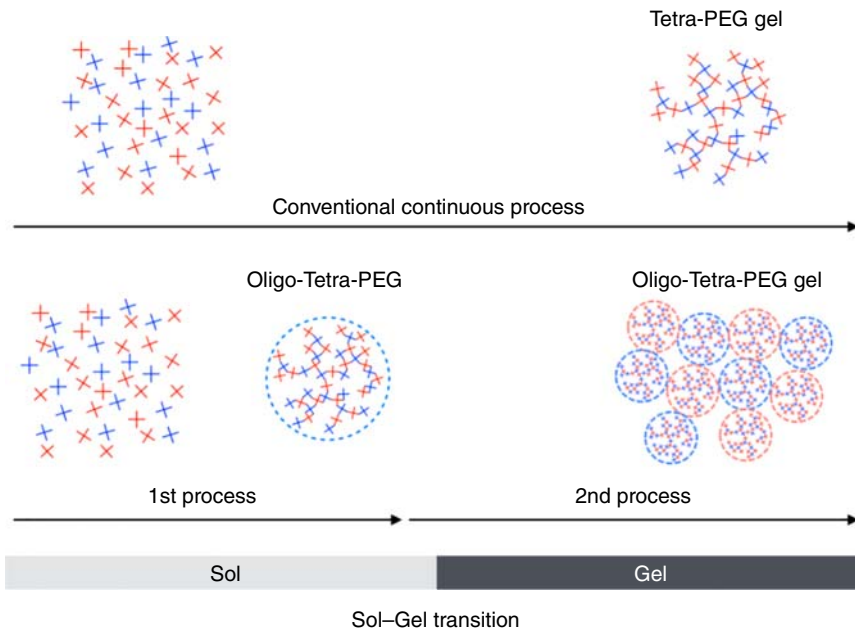 Tetra-PEG gel
Conventional continuous process
Oligo-Tetra-PEG
Oligo-Tetra-PEG gel
1st process
2nd process
Sol
Gel
Sol–Gel transition